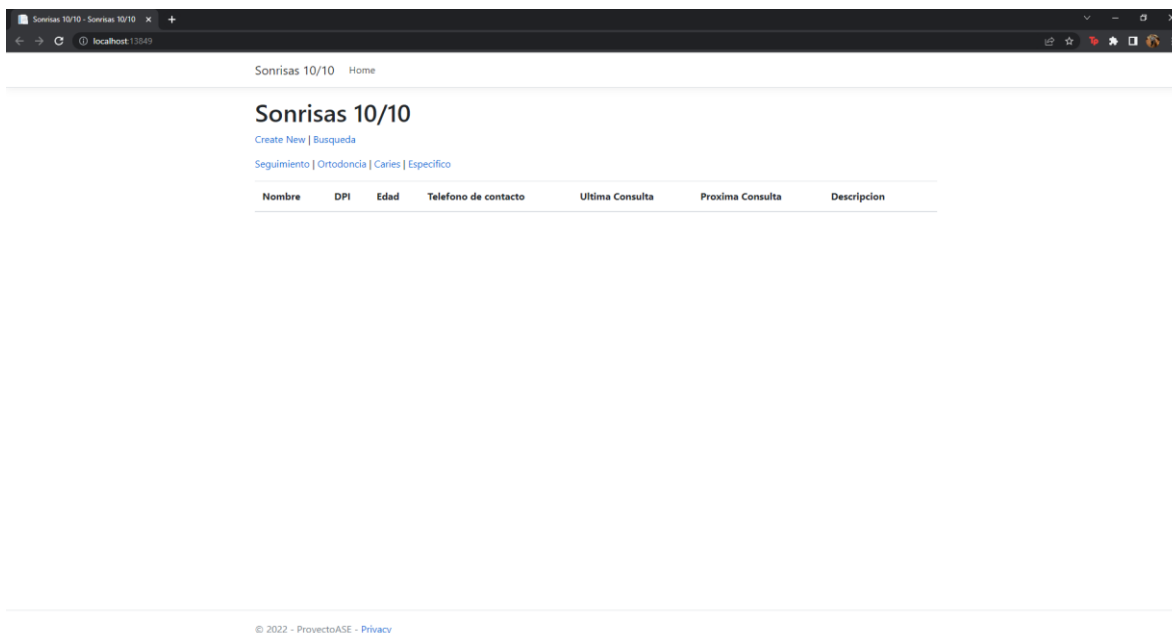 Sonrisas 10/10 - Sonrisas 10/10
localhost:13849
Sonrisas 10/10 Home
Sonrisas 10/10
Create New | Busqueda
Seguimiento | Ortodoncia | Caries | Especifico
Nombre DPI Edad Telefono de contacto Ultima Consulta Proxima Consulta Descripcion
© 2022 - ProyectoASE - Privacy